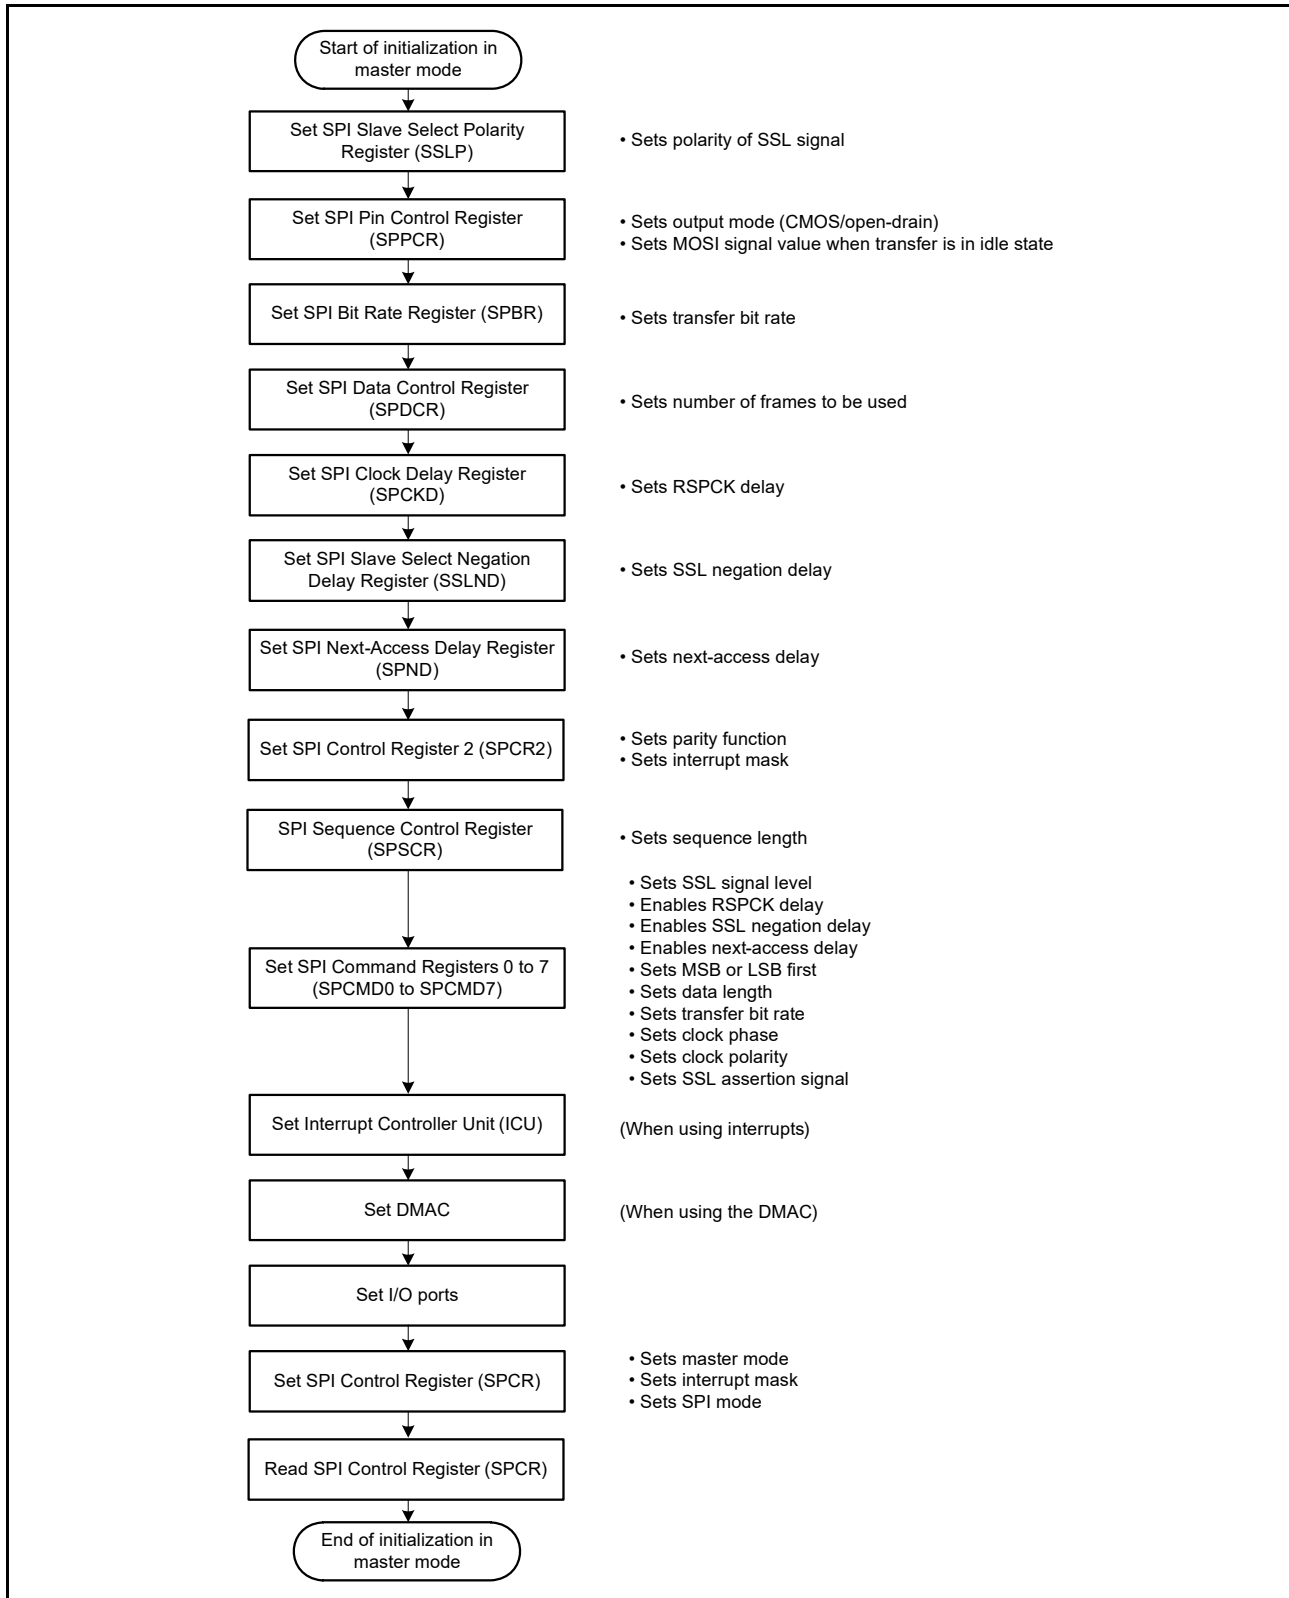 Start of initialization in
master mode
Set SPI Slave Select Polarity
Register (SSLP)
• Sets polarity of SSL signal
Set SPI Pin Control Register
(SPPCR)
• Sets output mode (CMOS/open-drain)
• Sets MOSI signal value when transfer is in idle state
Set SPI Bit Rate Register (SPBR)
• Sets transfer bit rate
Set SPI Data Control Register
(SPDCR)
• Sets number of frames to be used
Set SPI Clock Delay Register
(SPCKD)
• Sets RSPCK delay
Set SPI Slave Select Negation
Delay Register (SSLND)
• Sets SSL negation delay
Set SPI Next-Access Delay Register
(SPND)
• Sets next-access delay
Set SPI Control Register 2 (SPCR2)
• Sets parity function
• Sets interrupt mask
SPI Sequence Control Register
(SPSCR)
• Sets sequence length
Set SPI Command Registers 0 to 7
(SPCMD0 to SPCMD7)
• Sets SSL signal level
• Enables RSPCK delay
• Enables SSL negation delay
• Enables next-access delay
• Sets MSB or LSB first
• Sets data length
• Sets transfer bit rate
• Sets clock phase
• Sets clock polarity
• Sets SSL assertion signal
Set Interrupt Controller Unit (ICU)
(When using interrupts)
Set DMAC
(When using the DMAC)
Set I/O ports
Set SPI Control Register (SPCR)
• Sets master mode
• Sets interrupt mask
• Sets SPI mode
Read SPI Control Register (SPCR)
End of initialization in
master mode